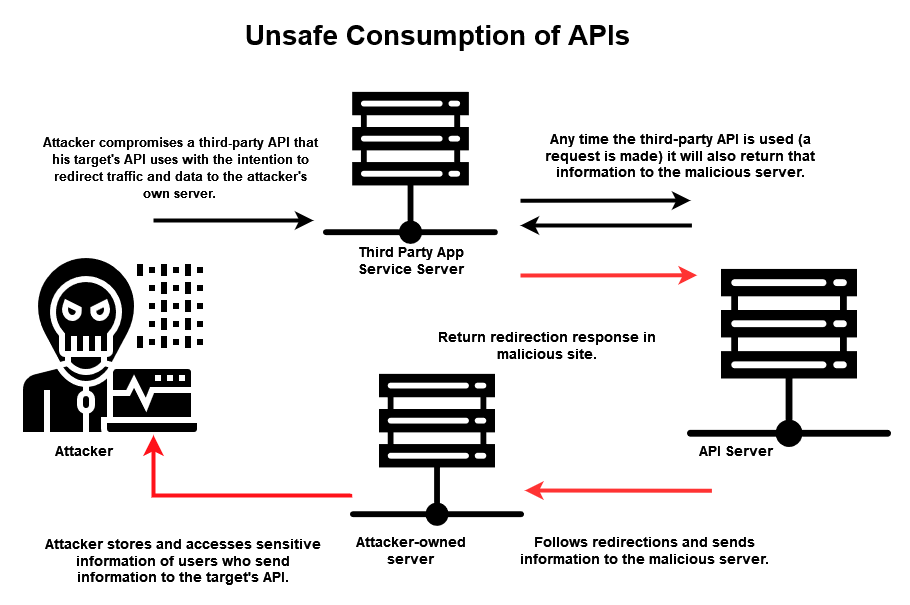 Unsafe Consumption of APIs
Attacker compromises a third-party API that
his target's API uses with the intention to
redirect traffic and data to the attacker's
own server.
Any time the third-party API is used (a
request is made) it will also return that
information to the malicious server.
Third Party App
Service Server
Return redirection response in
malicious site.
Attacker
API Server
Attacker-owned
server
Follows redirections and sends
information to the malicious server.
Attacker stores and accesses sensitive
information of users who send
information to the target's API.